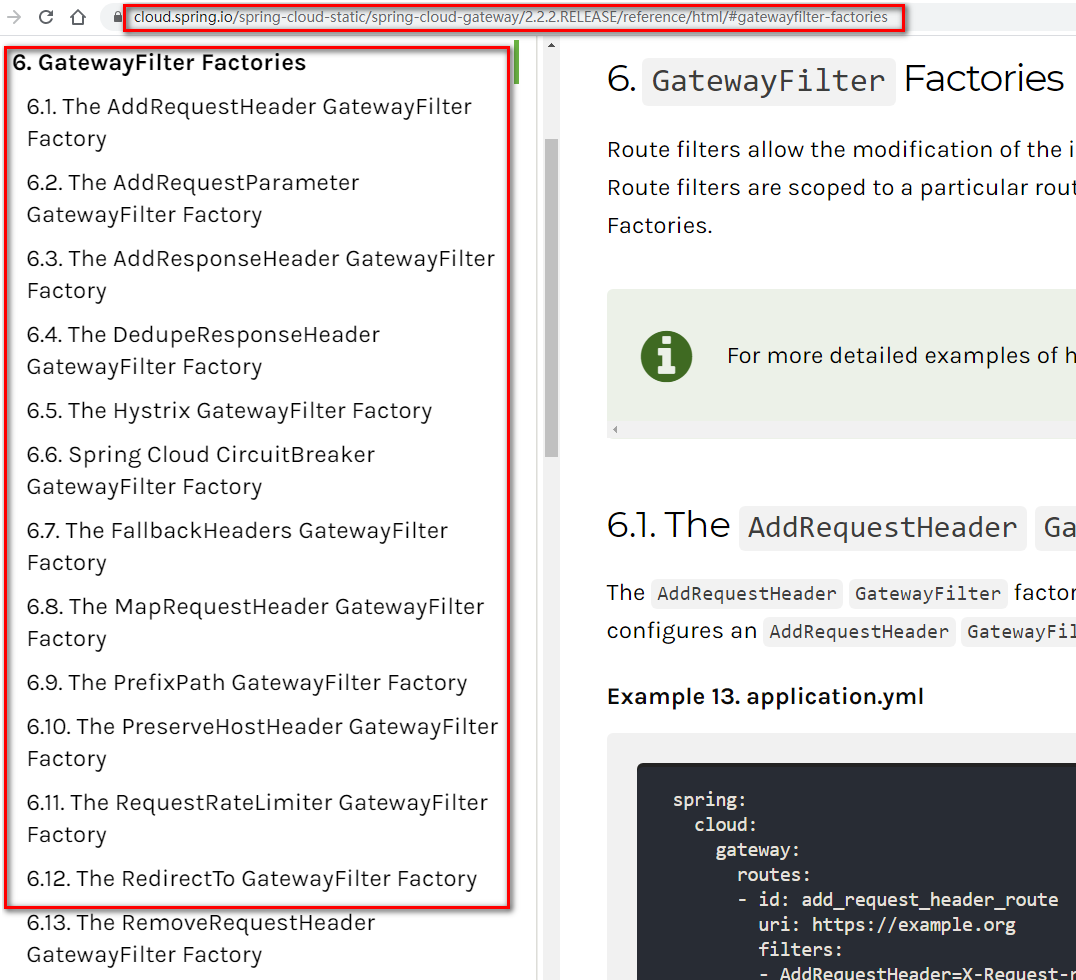 cloud.spring.io/spring-cloud-static/spring-cloud-gateway/2.2.2.RELEASE/reference/html/#gatewayfilter-factories
6. GatewayFilter Factories
6.1. The AddRequestHeader GatewayFilter
Factory
6.2. The AddRequestParameter
GatewayFilter Factory
6.3. The AddResponseHeader GatewayFilter
Factory
6.4. The DedupeResponseHeader
GatewayFilter Factory
6.5. The Hystrix GatewayFilter Factory
6.6. Spring Cloud CircuitBreaker
GatewayFilter Factory
6.7. The FallbackHeaders GatewayFilter
Factory
6.8. The MapRequestHeader GatewayFilter
Factory
6.9. The PrefixPath GatewayFilter Factory
6.10. The PreserveHostHeader GatewayFilter
Factory
6.11. The RequestRateLimiter GatewayFilter
Factory
6.12. The RedirectTo GatewayFilter Factory
6.13. The RemoveRequestHeader
GatewayFilter Factory
6. GatewayFilter Factories
Route filters allow the modification of the i
Route filters are scoped to a particular rout
Factories.
For more detailed examples of h
6.1. The AddRequestHeader Ga
The AddRequestHeader GatewayFilter factor
configures an AddRequestHeader GatewayFil
Example 13. application.yml
spring:
cloud:
gateway:
routes:
- id: add_request_header_route
uri: https://example.org
filters:
- AddRequestHeader=X-Request-r